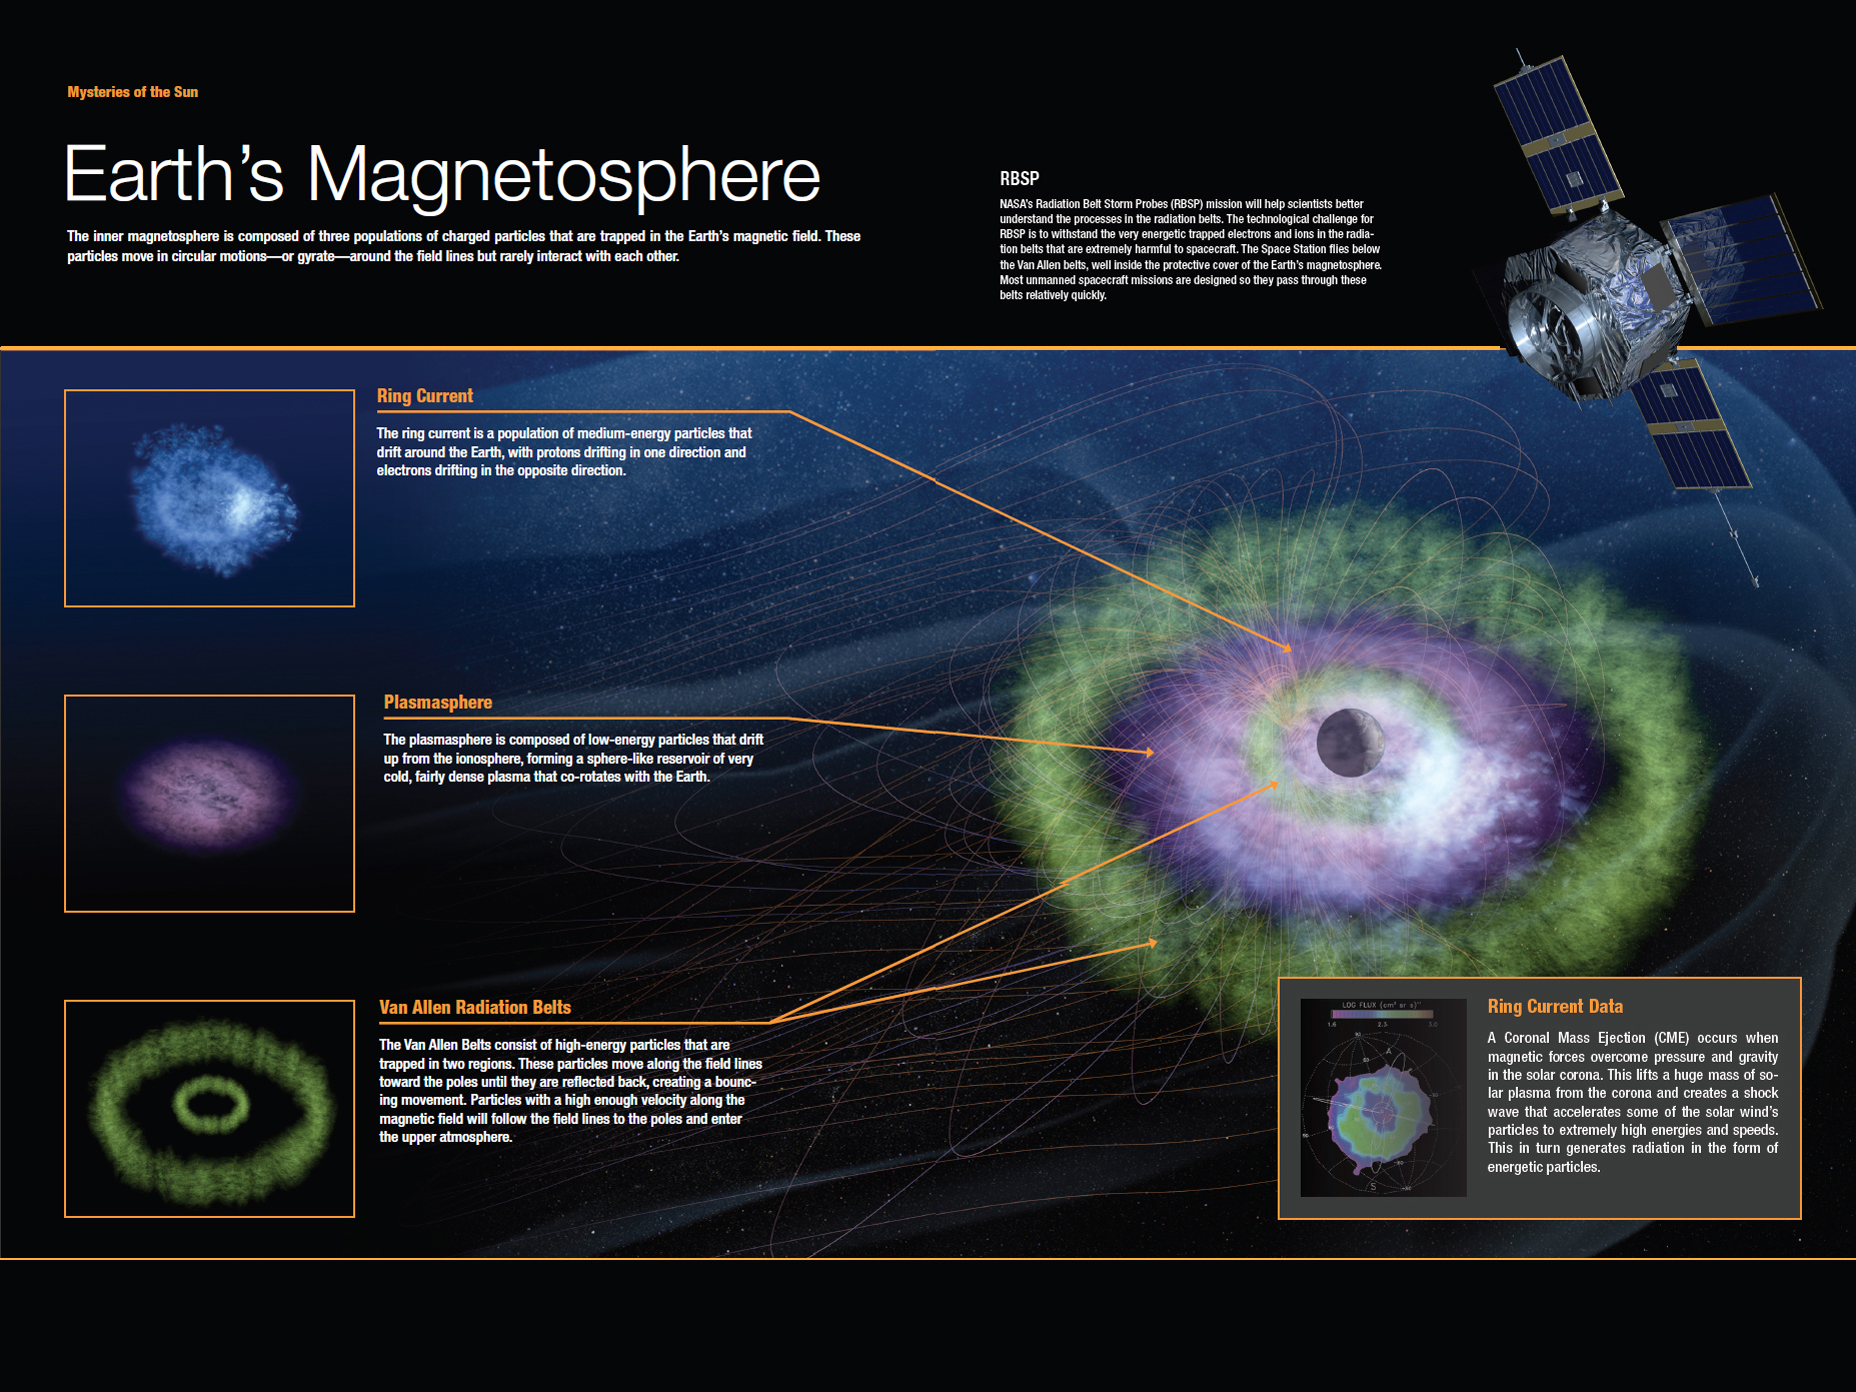 Mysteries of the Sun
Earth's Magnetosphere
The inner magnetosphere is composed of three populations of charged particles that are trapped in the Earth's magnetic field. These
particles move in circular motions—or gyrate—around the field lines but rarely interact with each other.
RBSP
NASA's Radiation Belt Storm Probes (RBSP) mission will help scientists better
understand the processes in the radiation belts. The technological challenge for
RBSP is to withstand the very energetic trapped electrons and ions in the radia-
tion belts that are extremely harmful to spacecraft. The Space Station flies below
the Van Allen belts, well inside the protective cover of the Earth's magnetosphere.
Most unmanned spacecraft missions are designed so they pass through these
belts relatively quickly.
Ring Current
The ring current is a population of medium-energy particles that
drift around the Earth, with protons drifting in one direction and
electrons drifting in the opposite direction.
Plasmasphere
The plasmasphere is composed of low-energy particles that drift
up from the ionosphere, forming a sphere-like reservoir of very
cold, fairly dense plasma that co-rotates with the Earth.
Van Allen Radiation Belts
The Van Allen Belts consist of high-energy particles that are
trapped in two regions. These particles move along the field lines
toward the poles until they are reflected back, creating a bounc-
ing movement. Particles with a high enough velocity along the
magnetic field will follow the field lines to the poles and enter
the upper atmosphere.
LOG FLUX (cm² sr s)⁻¹
1.6 2.3 3.0
A
S
Ring Current Data
A Coronal Mass Ejection (CME) occurs when
magnetic forces overcome pressure and gravity
in the solar corona. This lifts a huge mass of so-
lar plasma from the corona and creates a shock
wave that accelerates some of the solar wind's
particles to extremely high energies and speeds.
This in turn generates radiation in the form of
energetic particles.